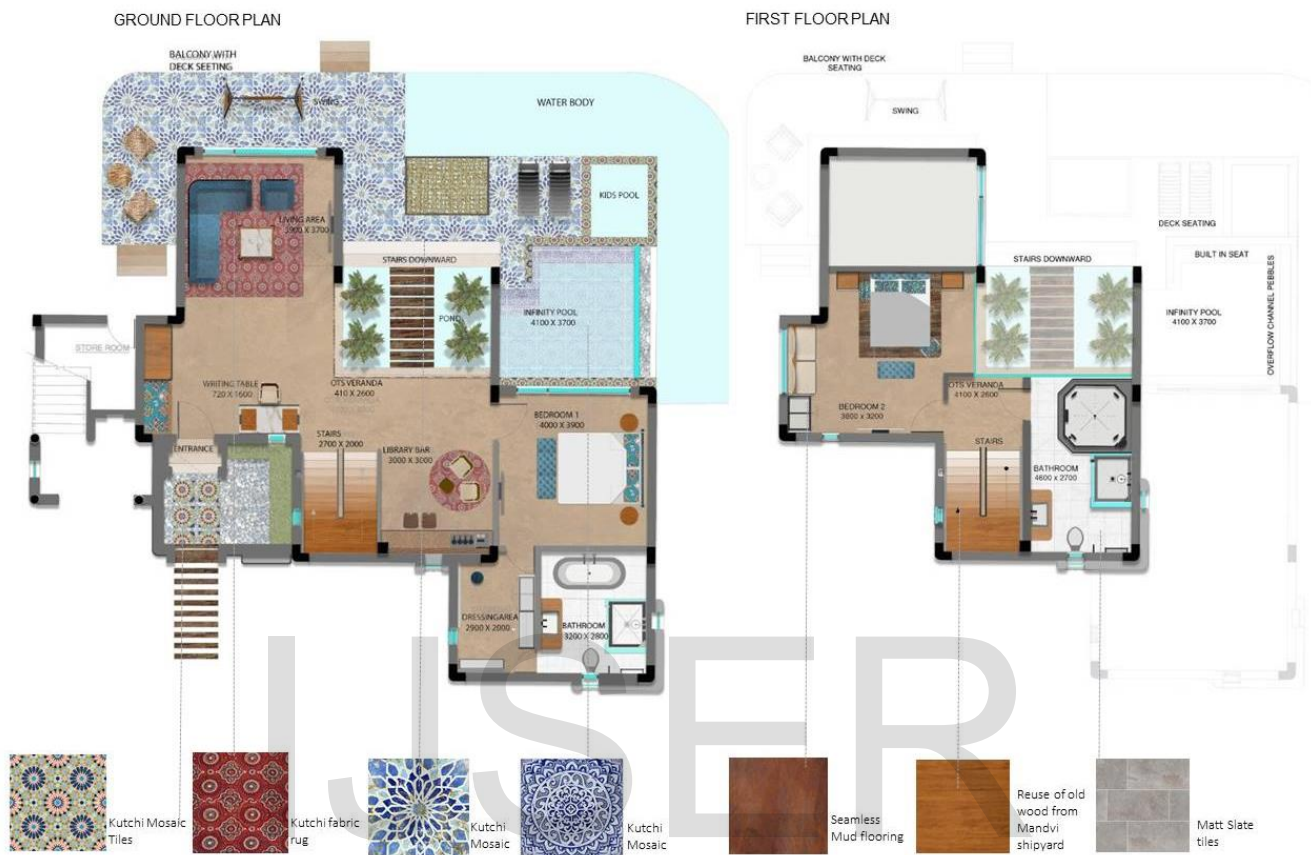 GROUND FLOOR PLAN
BALCONY WITH
DECK SEETING
SWING
WATER BODY
KIDS POOL
LIVING AREA
3900 X 3700
STAIRS DOWNWARD
POND
INFINITY POOL
4100 X 3700
STORE ROOM
WRITING TABLE
720 X 1600
OTS VERANDA
410 X 2600
BEDROOM 1
4000 X 3900
ENTRANCE
STAIRS
2700 X 2000
LIBRARY BAR
3000 X 3000
DRESSINGAREA
2900 X 2000
BATHROOM
3200 X 2800
FIRST FLOOR PLAN
BALCONY WITH DECK
SEATING
SWING
DECK SEATING
STAIRS DOWNWARD
BUILT IN SEAT
INFINITY POOL
4100 X 3700
OVERFLOW CHANNEL PEBBLES
OTS VERANDA
4100 X 2600
BEDROOM 2
3800 X 3200
STAIRS
BATHROOM
4600 x 2700
IJSER
Kutchi Mosaic
Tiles
Kutchi fabric
rug
Kutchi
Mosaic
Kutchi
Mosaic
Seamless
Mud flooring
Reuse of old
wood from
Mandvi
shipyard
Matt Slate
tiles